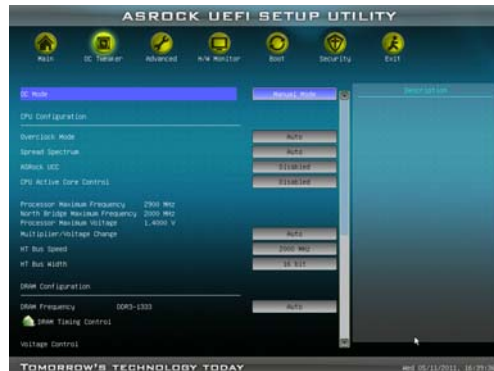 ASROCK UEFI SETUP UTILITY
Main OC Tweaker Advanced H/W Monitor Boot Security Exit
OC Mode Manual Mode Description
CPU Configuration
Overclock Mode Auto
Spread Spectrum Auto
ASRock UCC Disabled
CPU Active Core Control Disabled
Processor Maximum Frequency 2900 MHz
North Bridge Maximum Frequency 2000 MHz
Processor Maximum Voltage 1.4000 V
Multiplier/Voltage Change Auto
HT Bus Speed 2000 MHz
HT Bus Width 16 bit
DRAM Configuration
DRAM Frequency DDR3-1333 Auto
DRAM Timing Control
Voltage Control
TOMORROW'S TECHNOLOGY TODAY Wed 05/11/2011,